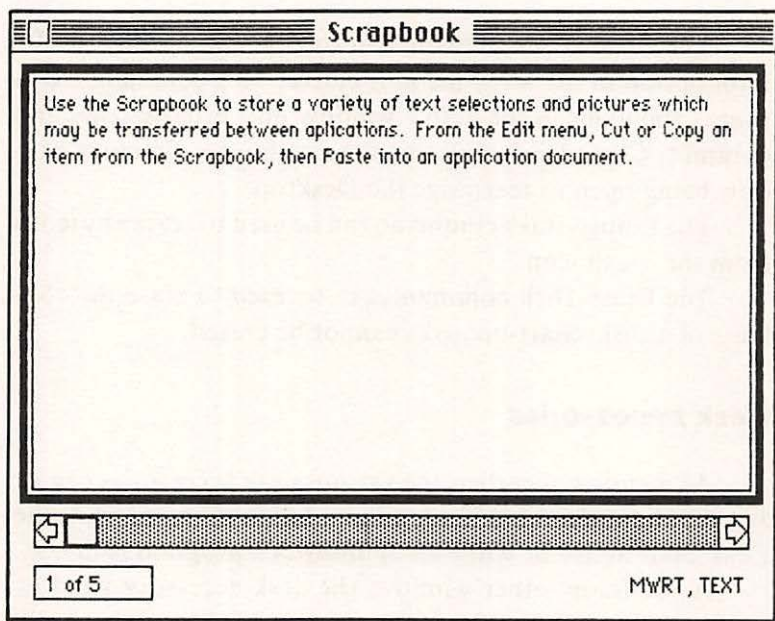 Scrapbook
Use the Scrapbook to store a variety of text selections and pictures which
may be transferred between aplications. From the Edit menu, Cut or Copy an
item from the Scrapbook, then Paste into an application document.
1 of 5
MWRT, TEXT